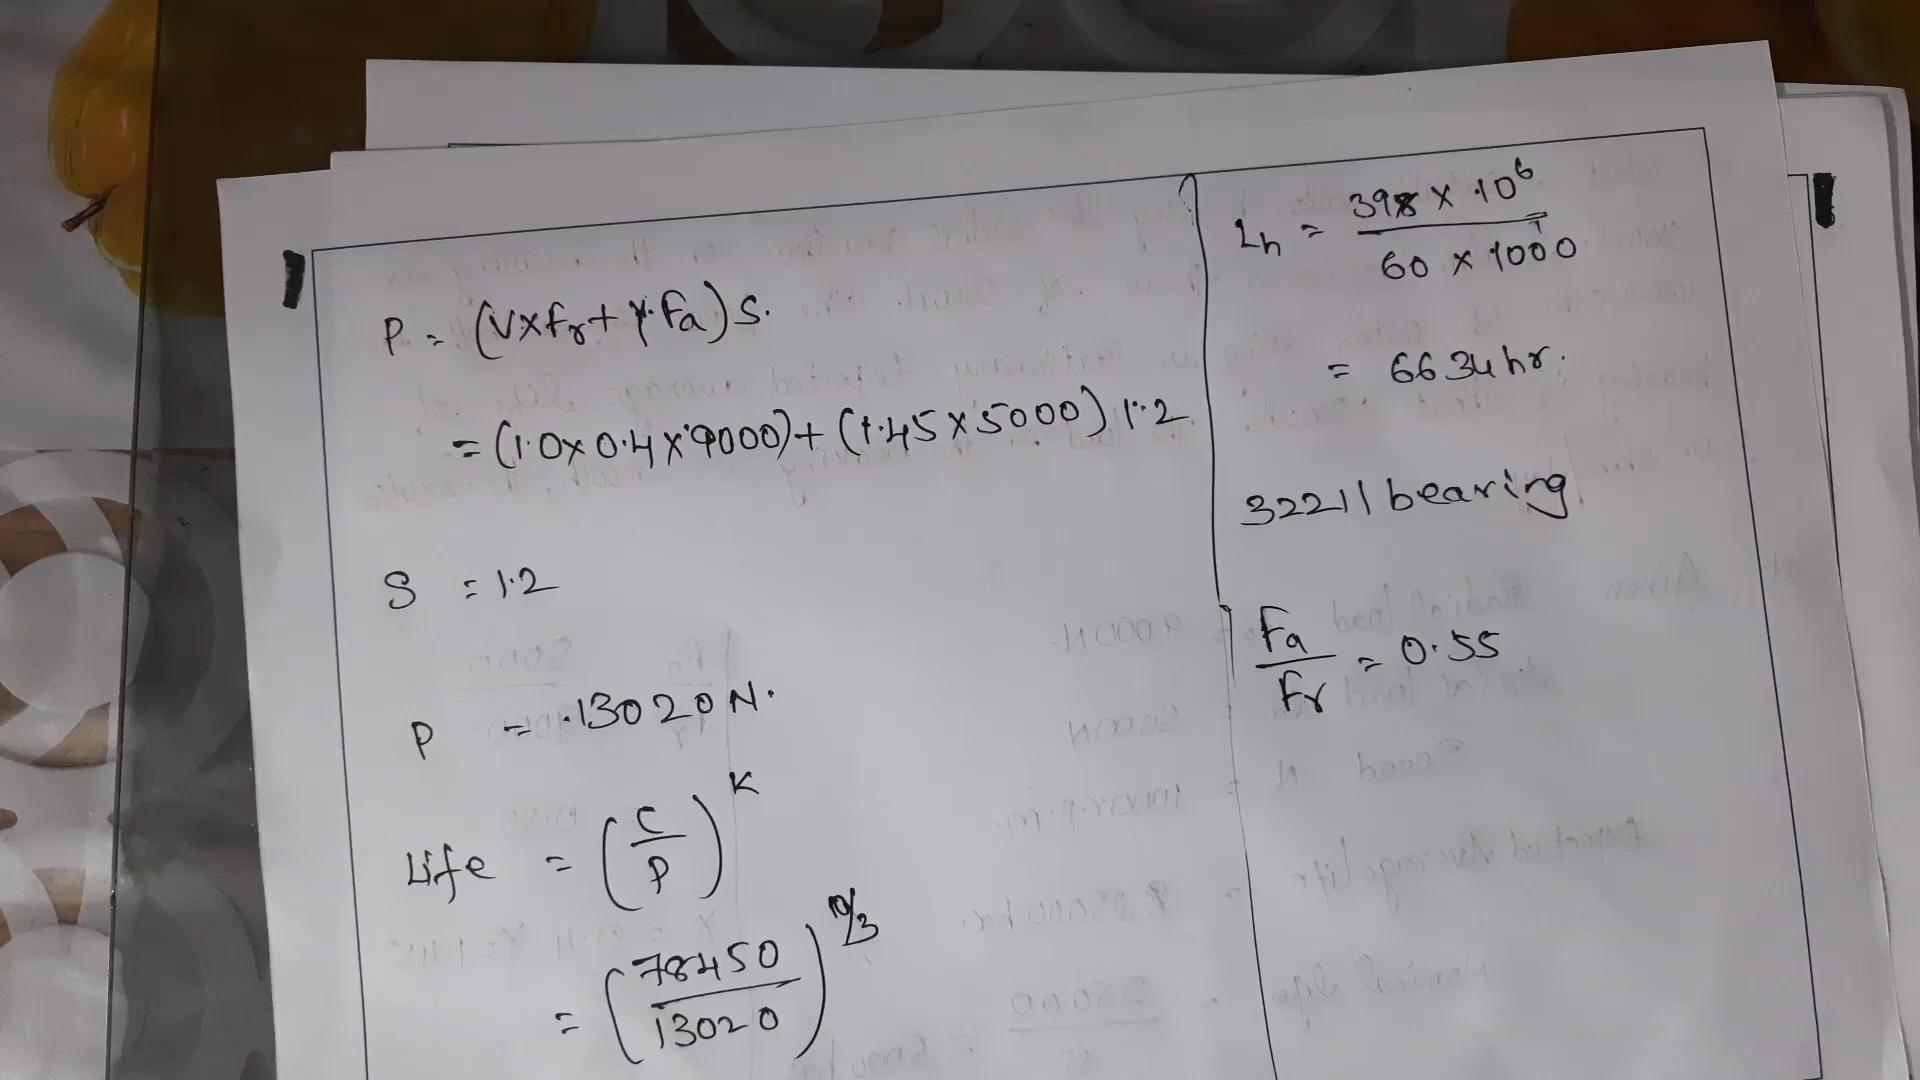 P = (VXFr + Y.Fa) S.
= (1.0 x 0.4 x 9000) + (1.45 x 5000) 1.2
S = 1.2
P = 13020 N.
Life = (C/P)^K
= (78450/13020)^10/3
Lh = 398 x 10^6 / 60 x 1000
= 6634 hr.
32211 bearing
Fa/Fr = 0.55